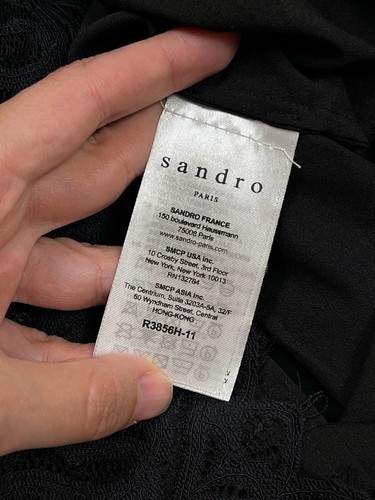 sandro
PARIS
SANDRO FRANCE
150 boulevard Haussmann
75008 Paris
www.sandro-paris.com
SMCP USA Inc.
10 Crosby Street, 3rd Floor
New York, New York 10013
RN132784
SMCP ASIA Inc.
The Centrium, Suite 3203A-5A, 32/F
60 Wyndham Street, Central
HONG-KONG
R3856H-11